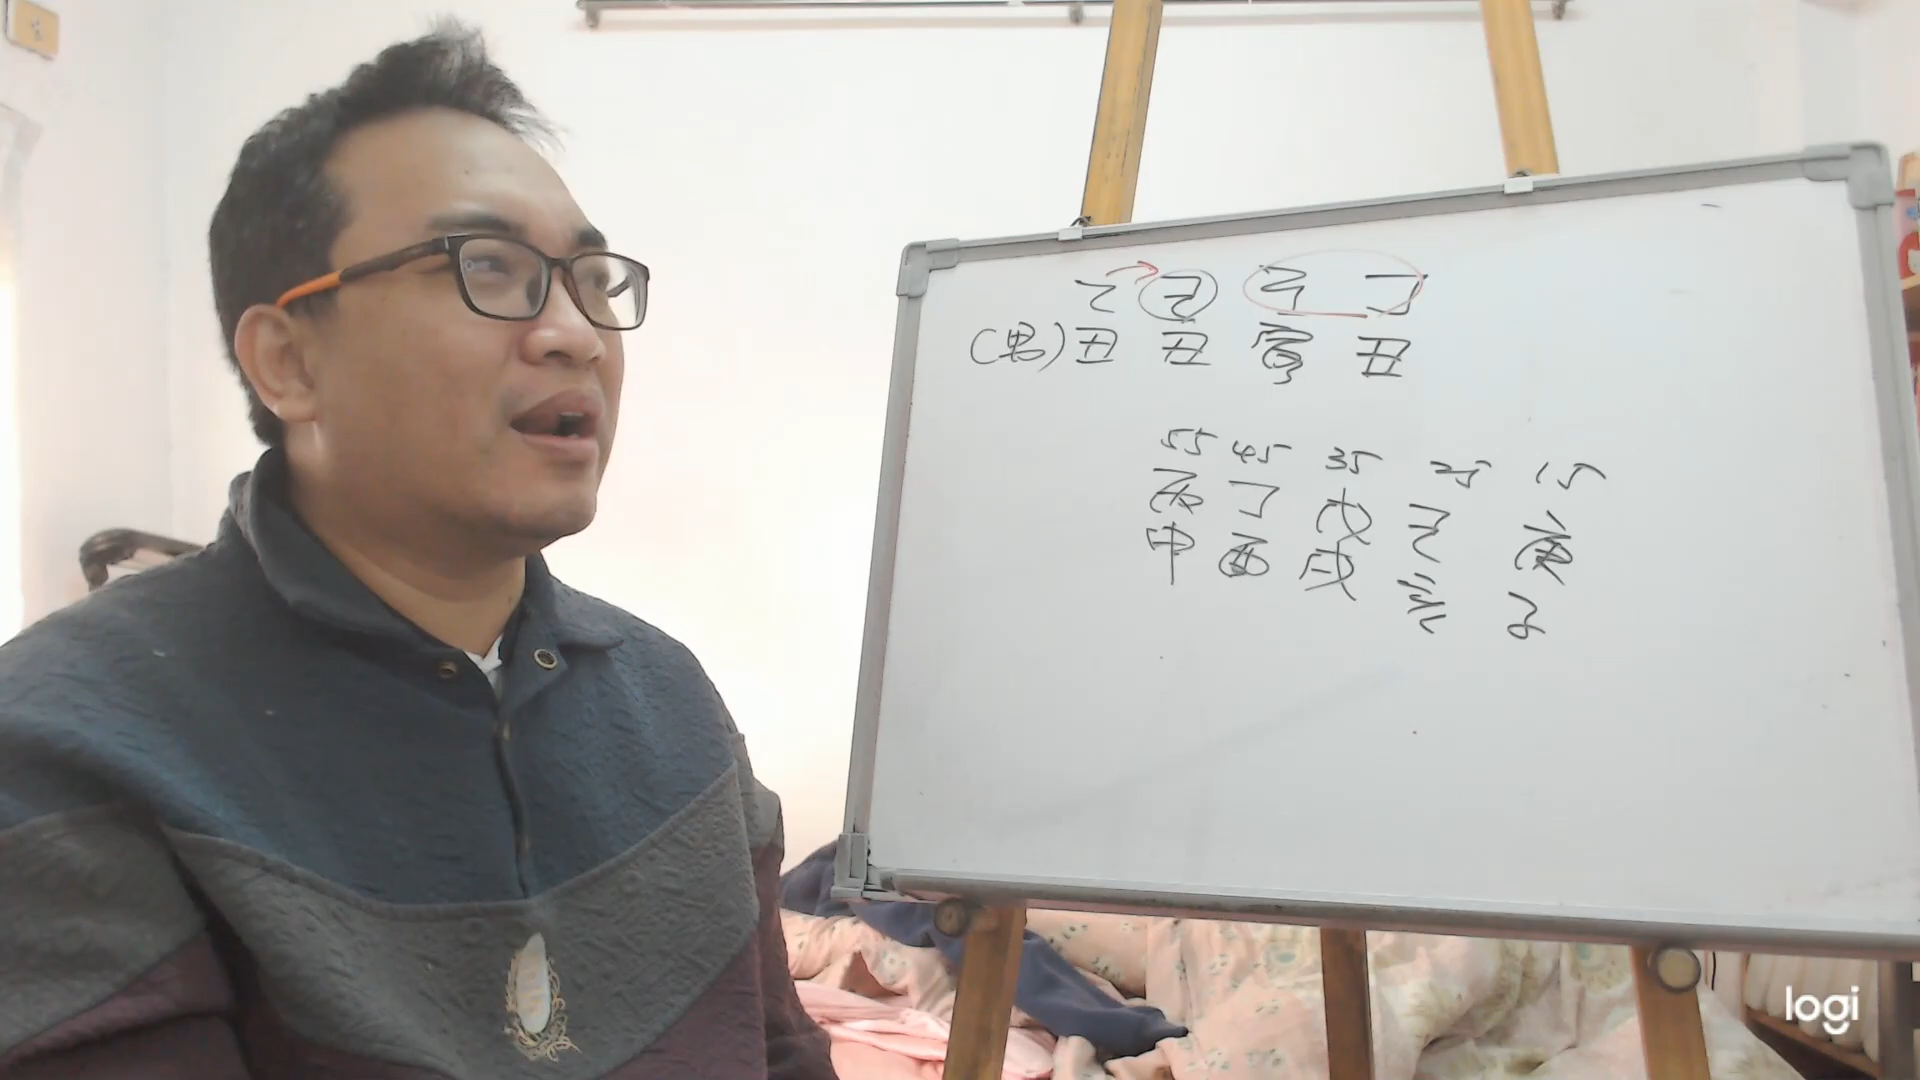 乙 己 壬 丁
(男) 丑 丑 寅 丑
55 45 35 25 15
丙 丁 戊 己 庚
申 酉 戌 亥 子
logi